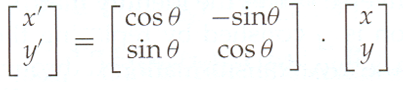 [x′ y′] = [cos θ −sinθ sin θ cos θ] · [x y]